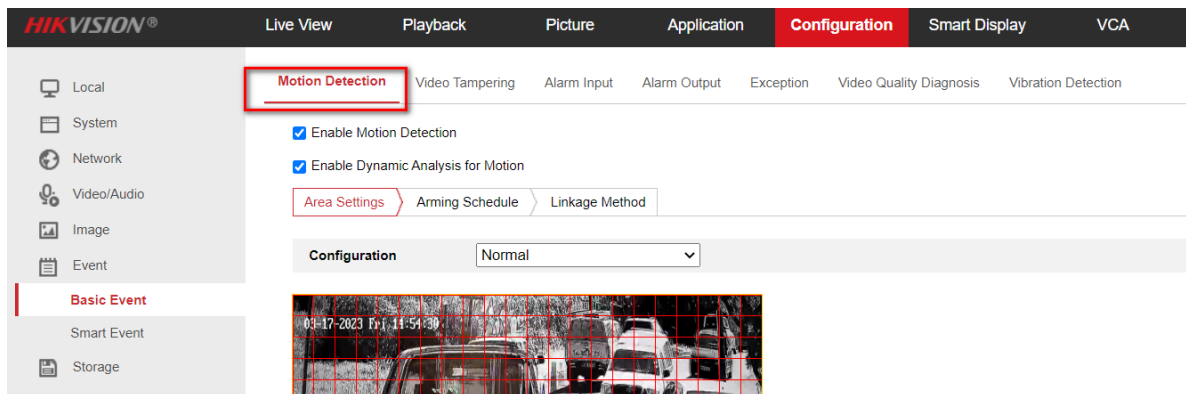 HIKVISION® Live View Playback Picture Application Configuration Smart Display VCA
Local
System
Network
Video/Audio
Image
Event
Basic Event
Smart Event
Storage
Motion Detection Video Tampering Alarm Input Alarm Output Exception Video Quality Diagnosis Vibration Detection
Enable Motion Detection
Enable Dynamic Analysis for Motion
Area Settings Arming Schedule Linkage Method
Configuration Normal
03-17-2023 Fri 11:54:30